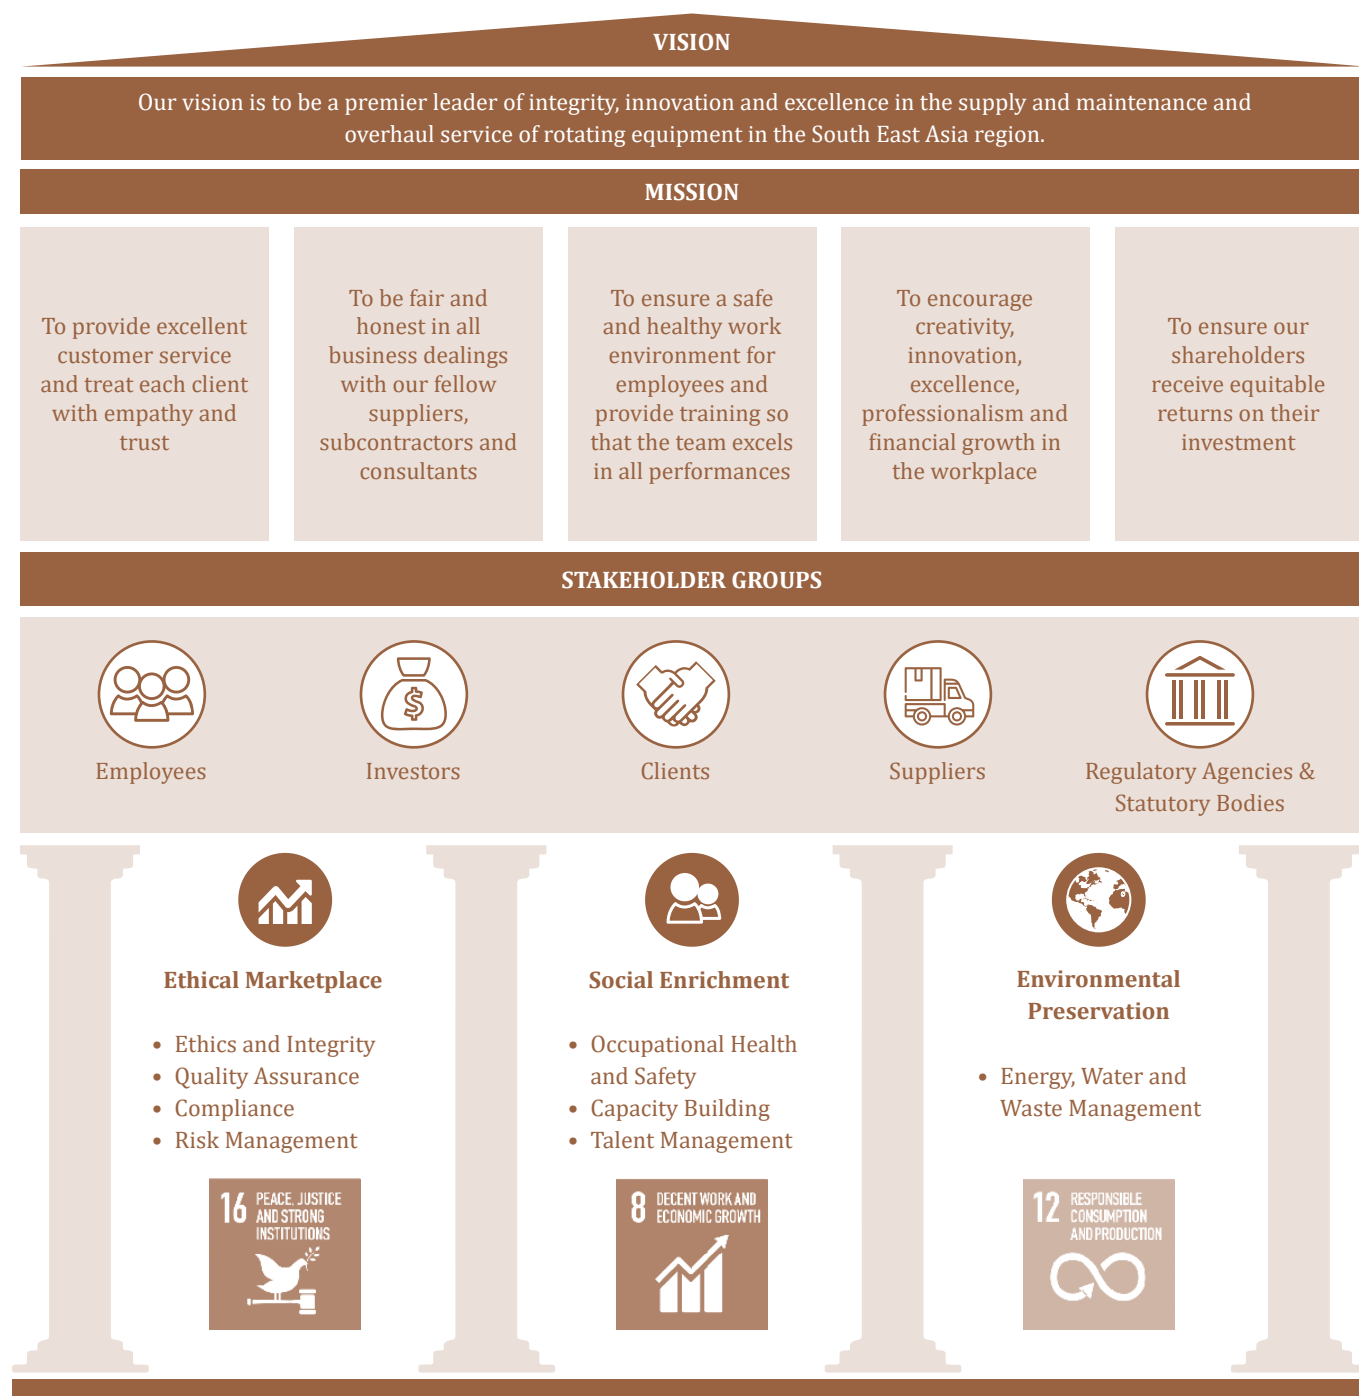 VISION
Our vision is to be a premier leader of integrity, innovation and excellence in the supply and maintenance and
overhaul service of rotating equipment in the South East Asia region.
MISSION
To provide excellent
customer service
and treat each client
with empathy and
trust
To be fair and
honest in all
business dealings
with our fellow
suppliers,
subcontractors and
consultants
To ensure a safe
and healthy work
environment for
employees and
provide training so
that the team excels
in all performances
To encourage
creativity,
innovation,
excellence,
professionalism and
financial growth in
the workplace
To ensure our
shareholders
receive equitable
returns on their
investment
STAKEHOLDER GROUPS
$
Employees
Investors
Clients
Suppliers
Regulatory Agencies &
Statutory Bodies
Ethical Marketplace
• Ethics and Integrity
• Quality Assurance
• Compliance
• Risk Management
16 PEACE, JUSTICE
AND STRONG
INSTITUTIONS
Social Enrichment
• Occupational Health
and Safety
• Capacity Building
• Talent Management
8 DECENT WORK AND
ECONOMIC GROWTH
Environmental
Preservation
• Energy, Water and
Waste Management
12 RESPONSIBLE
CONSUMPTION
AND PRODUCTION